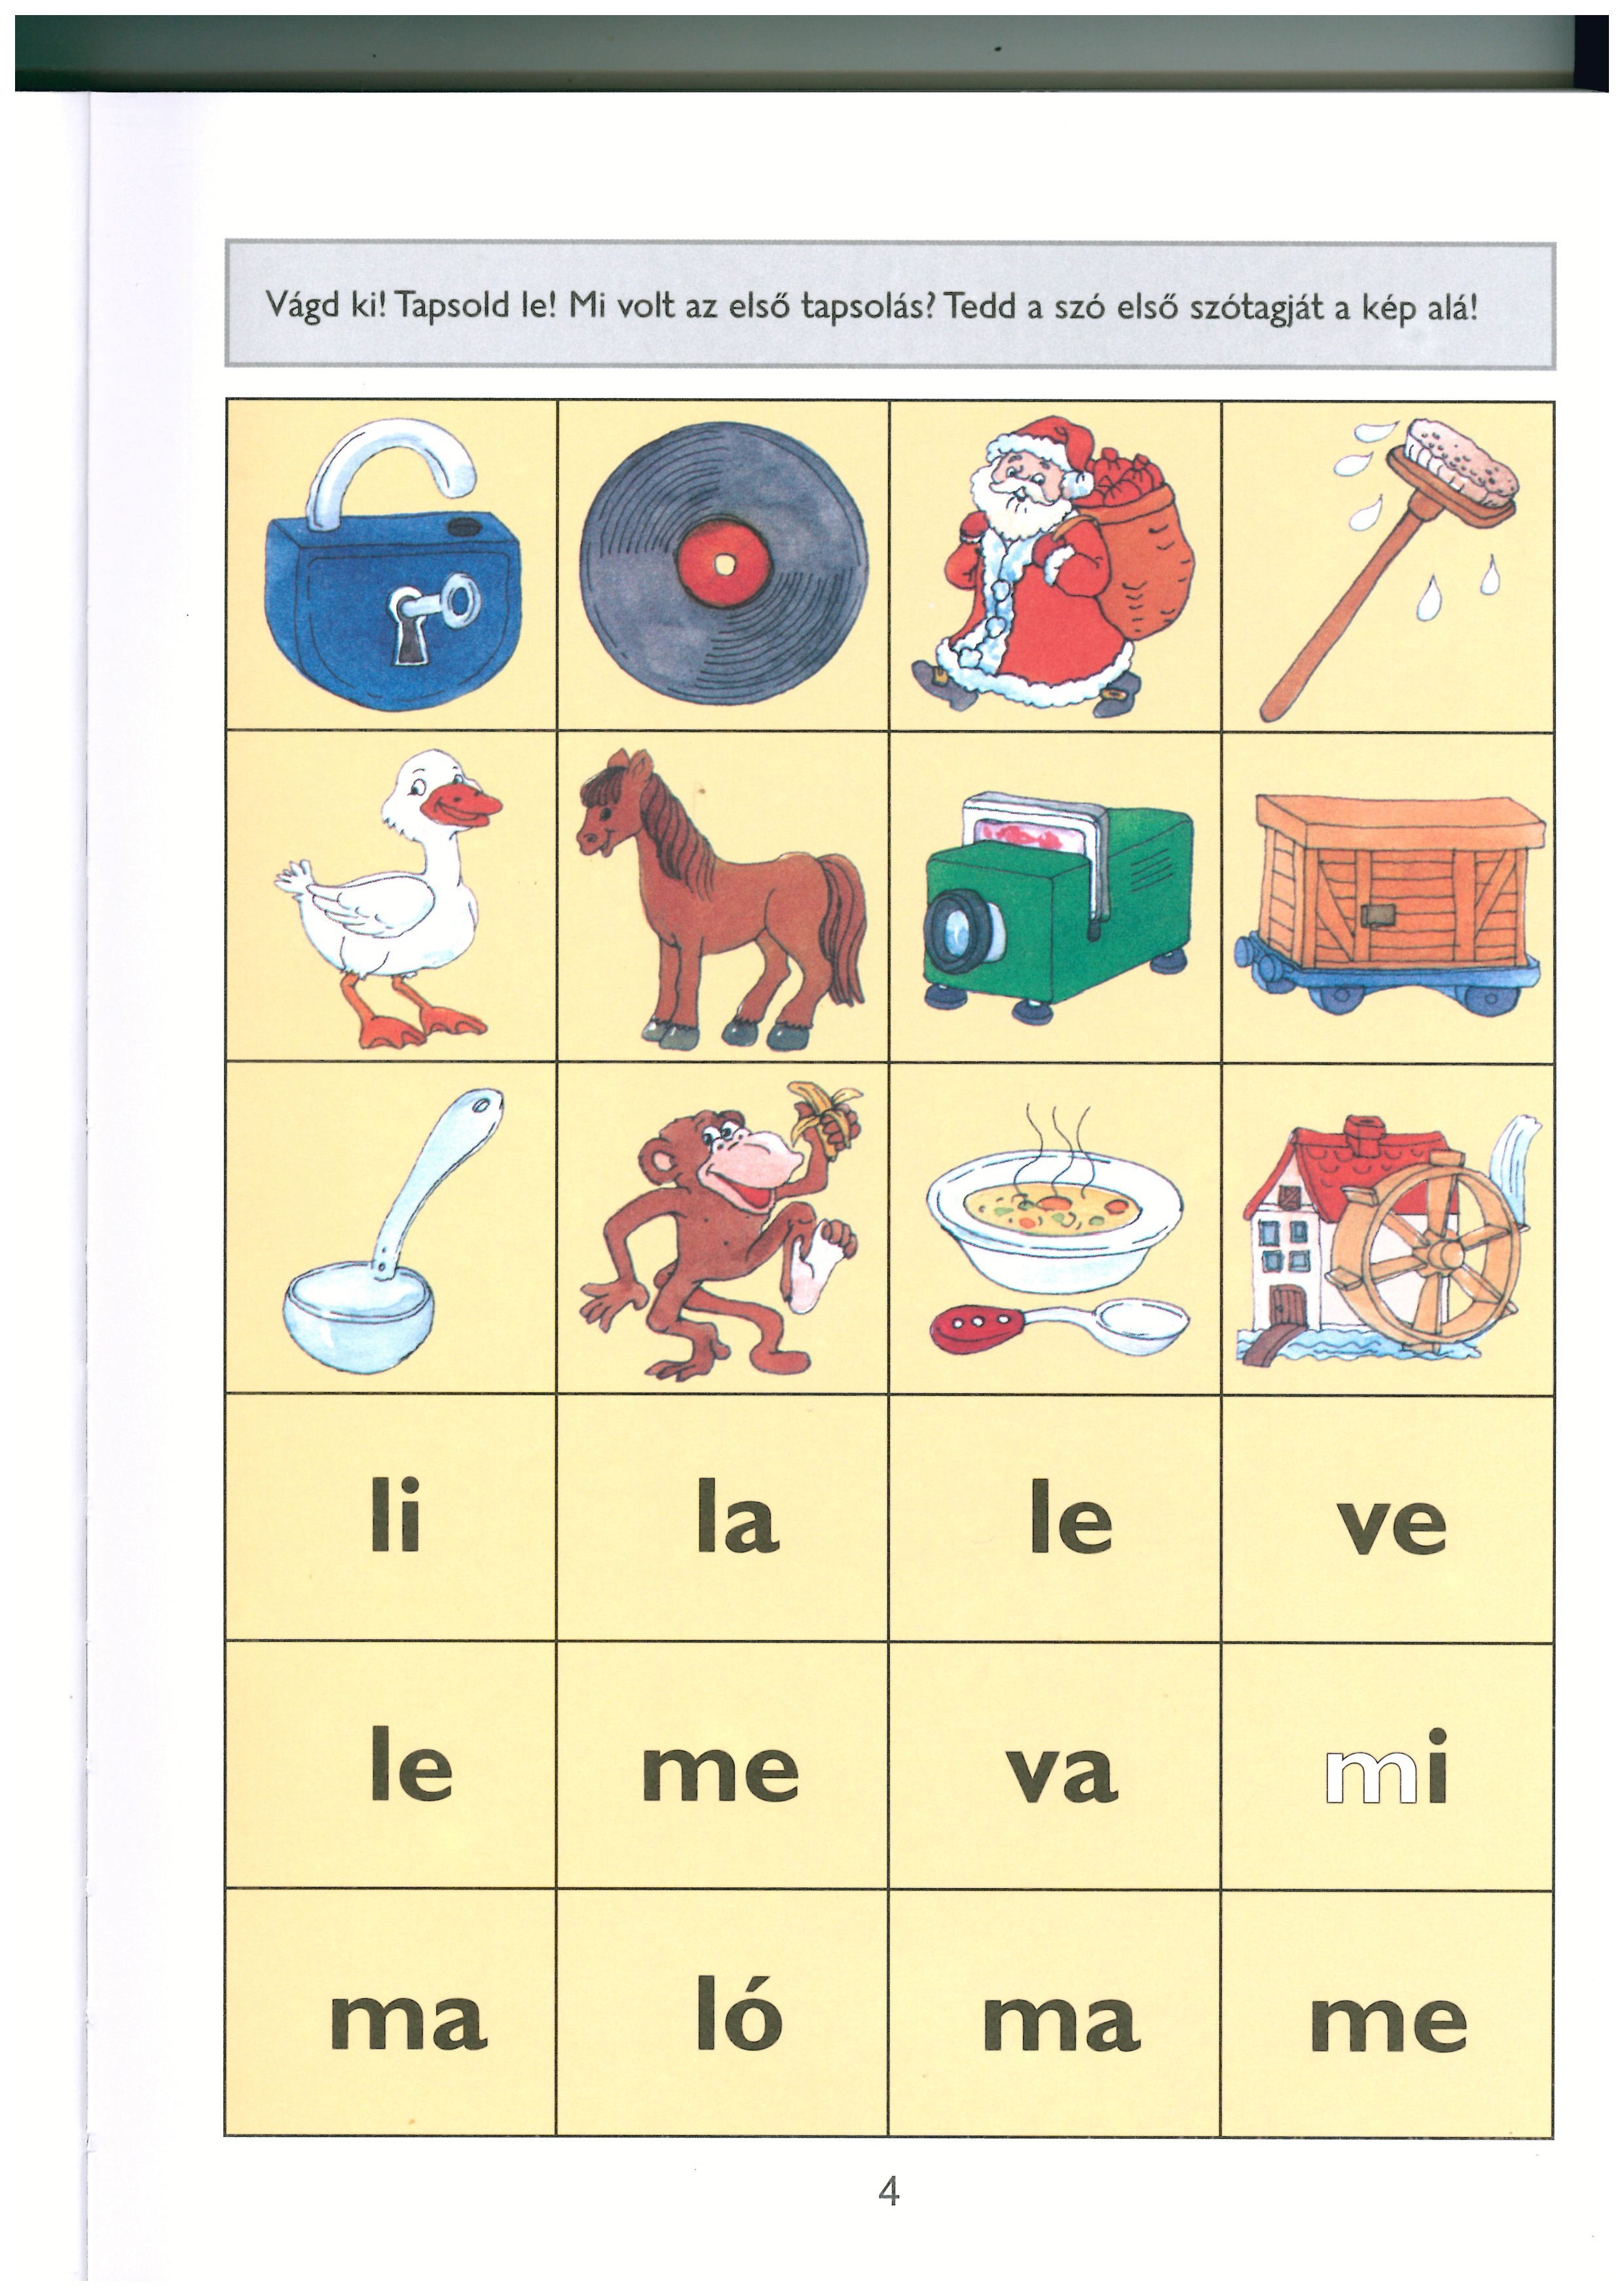 Vágd ki! Tapsold le! Mi volt az első tapsolás? Tedd a szó első szótagját a kép alá!
li la le ve
le me va mi
ma ló ma me
4